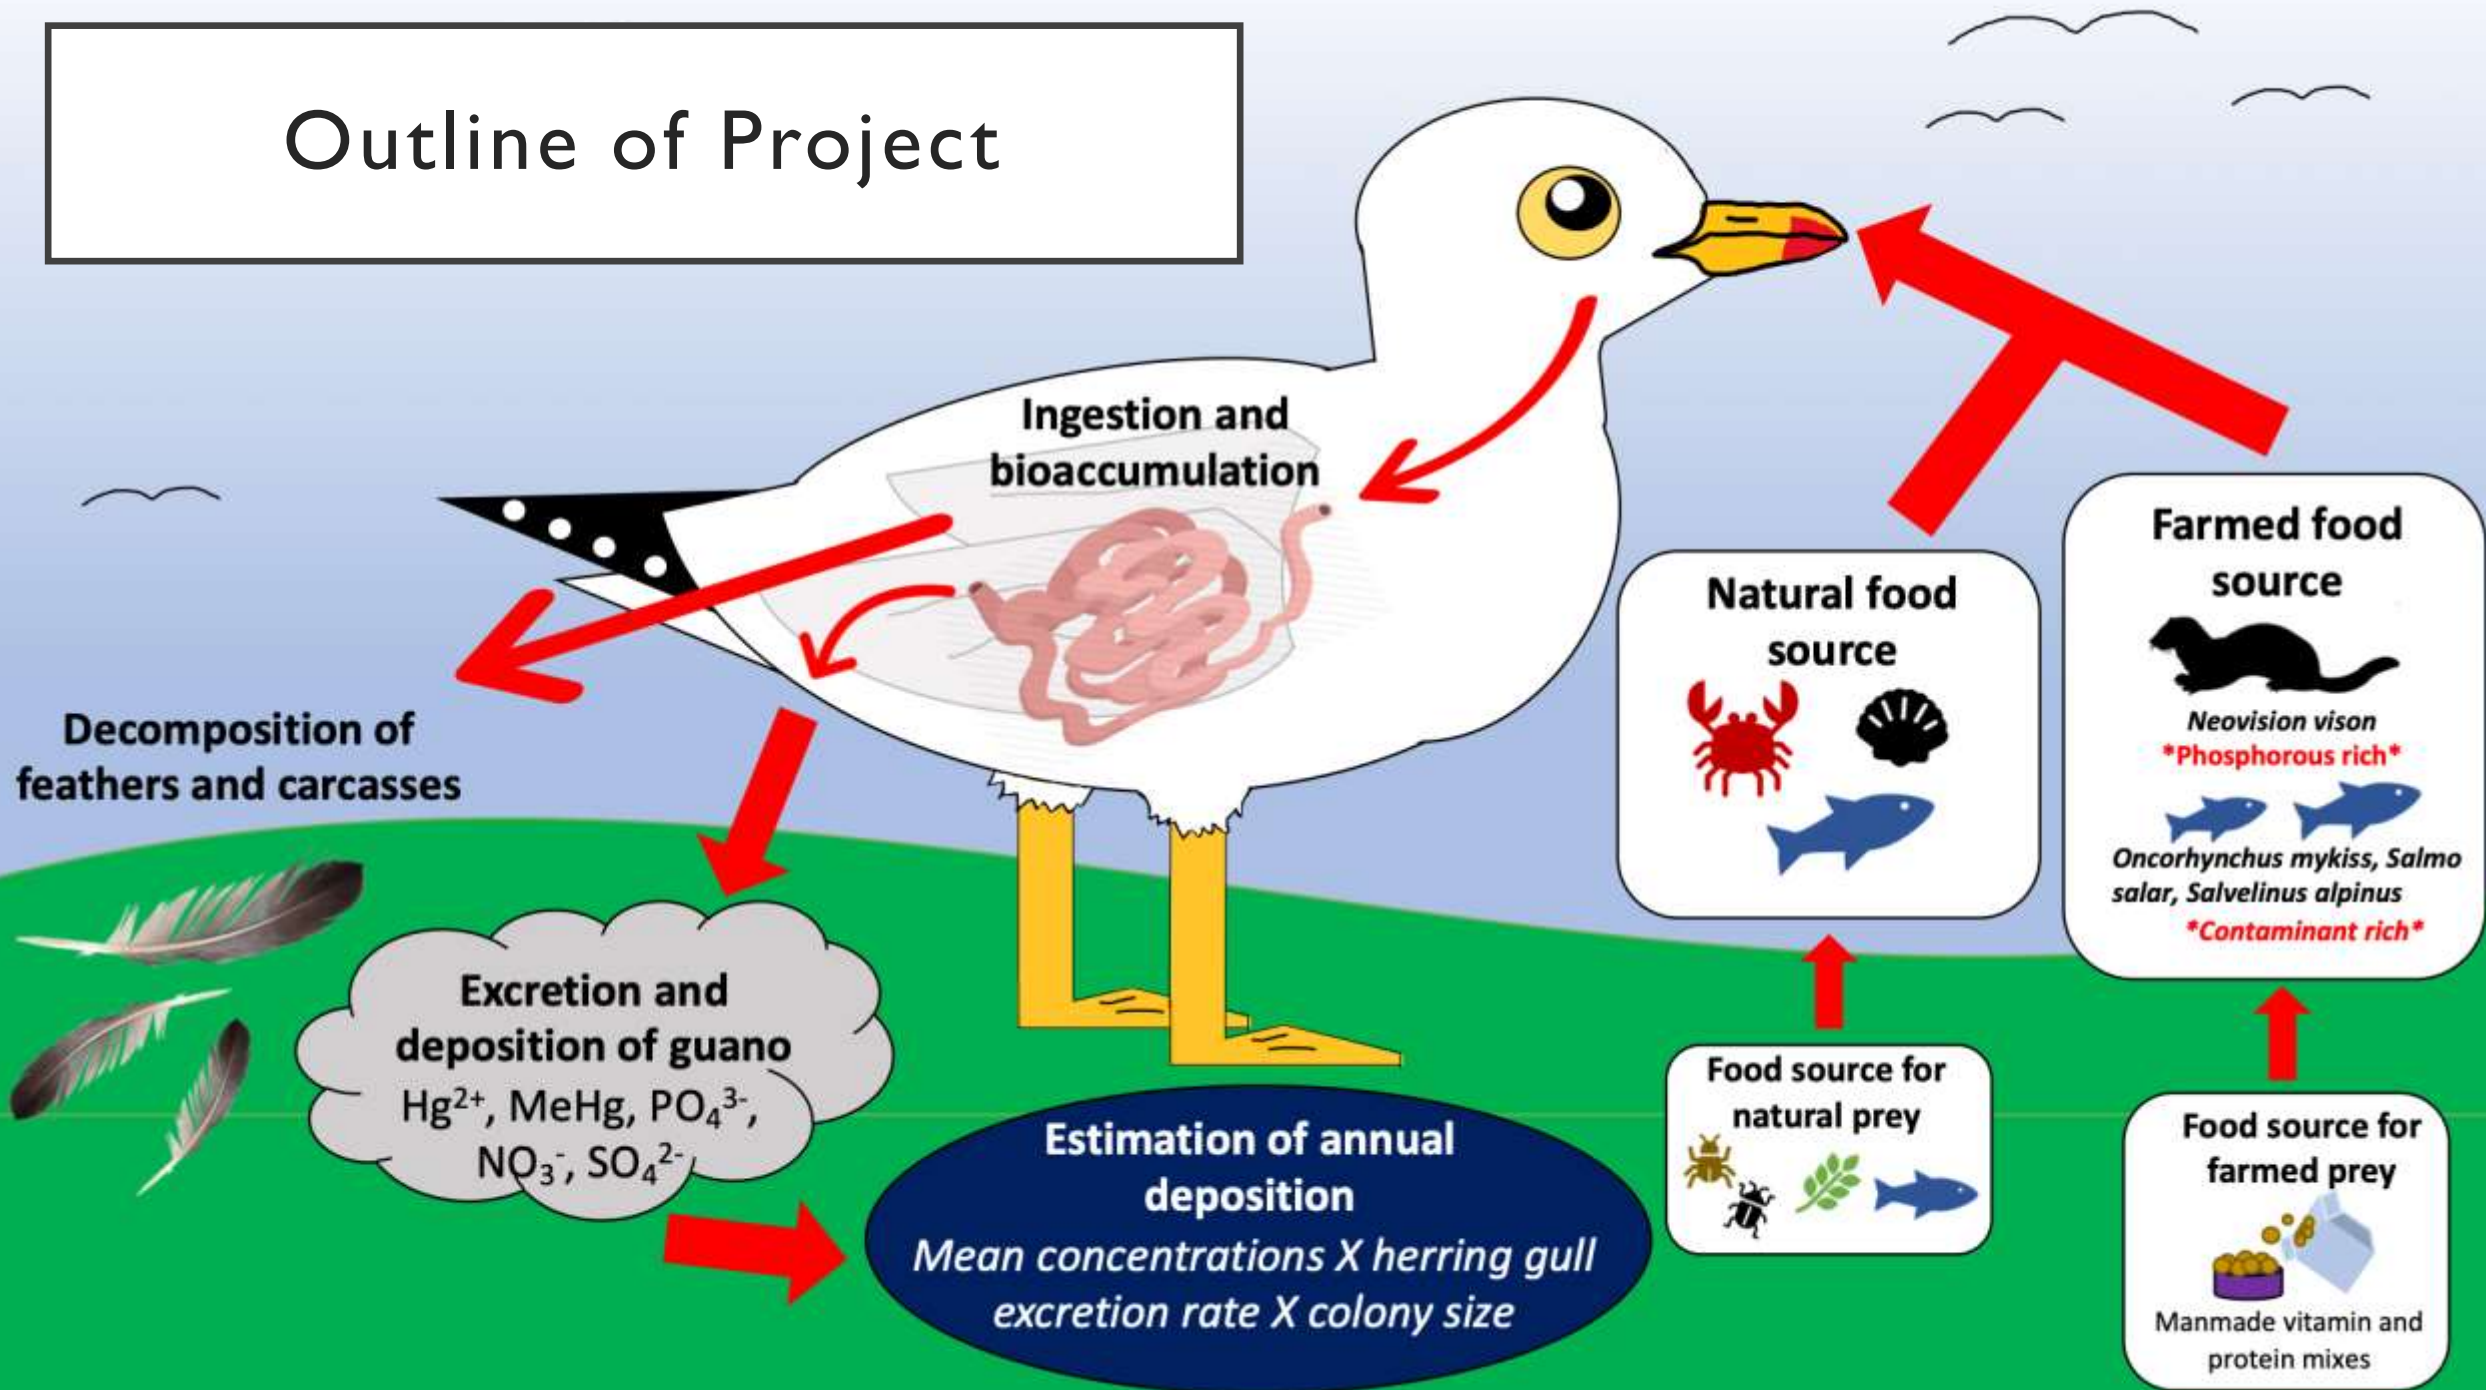 Outline of Project
Ingestion and
bioaccumulation
Decomposition of
feathers and carcasses
Excretion and
deposition of guano
Hg²⁺, MeHg, PO₄³⁻,
NO₃⁻, SO₄²⁻
Estimation of annual
deposition
Mean concentrations X herring gull
excretion rate X colony size
Natural food
source
Food source for
natural prey
Farmed food
source
Neovision vison
*Phosphorous rich*
Oncorhynchus mykiss, Salmo
salar, Salvelinus alpinus
*Contaminant rich*
Food source for
farmed prey
Manmade vitamin and
protein mixes